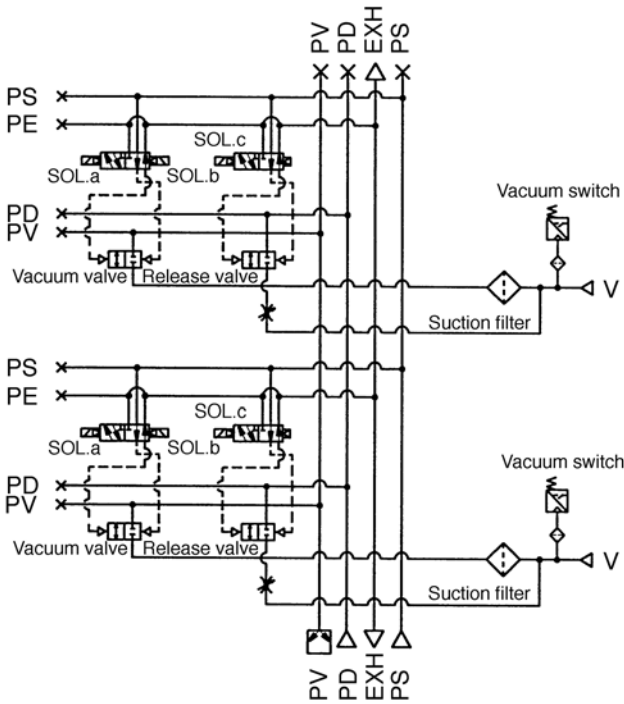 PV PD EXH PS
PS
PE
SOL.c
SOL.a SOL.b
Vacuum switch
PD
PV
Vacuum valve Release valve
V
Suction filter
PS
PE
SOL.c
SOL.a SOL.b
Vacuum switch
PD
PV
Vacuum valve Release valve
V
Suction filter
PV PD EXH PS